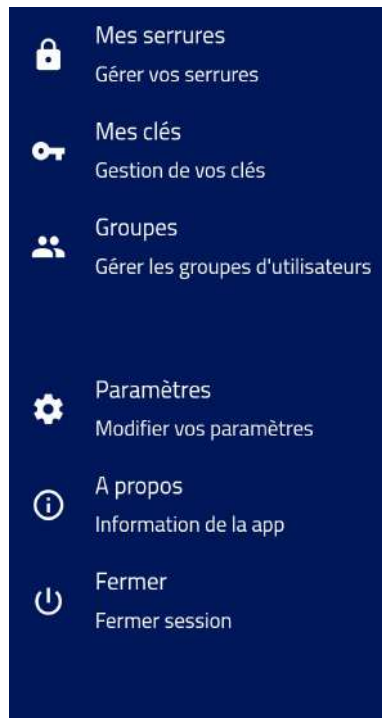 Mes serrures
Gérer vos serrures
Mes clés
Gestion de vos clés
Groupes
Gérer les groupes d'utilisateurs
Paramètres
Modifier vos paramètres
A propos
Information de la app
Fermer
Fermer session